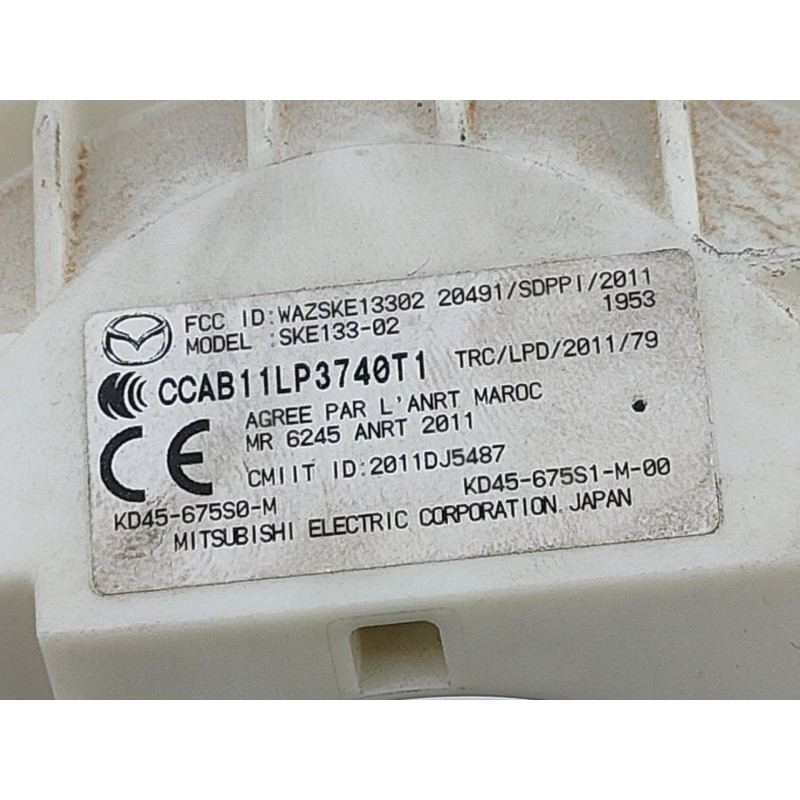 FCC ID:WAZSKE13302 20491/SDPPI/2011
MODEL :SKE133-02 1953
CCAB11LP3740T1 TRC/LPD/2011/79
AGREE PAR L'ANRT MAROC
MR 6245 ANRT 2011
CE
CMIIT ID:2011DJ5487
KD45-675S0-M KD45-675S1-M-00
MITSUBISHI ELECTRIC CORPORATION.JAPAN